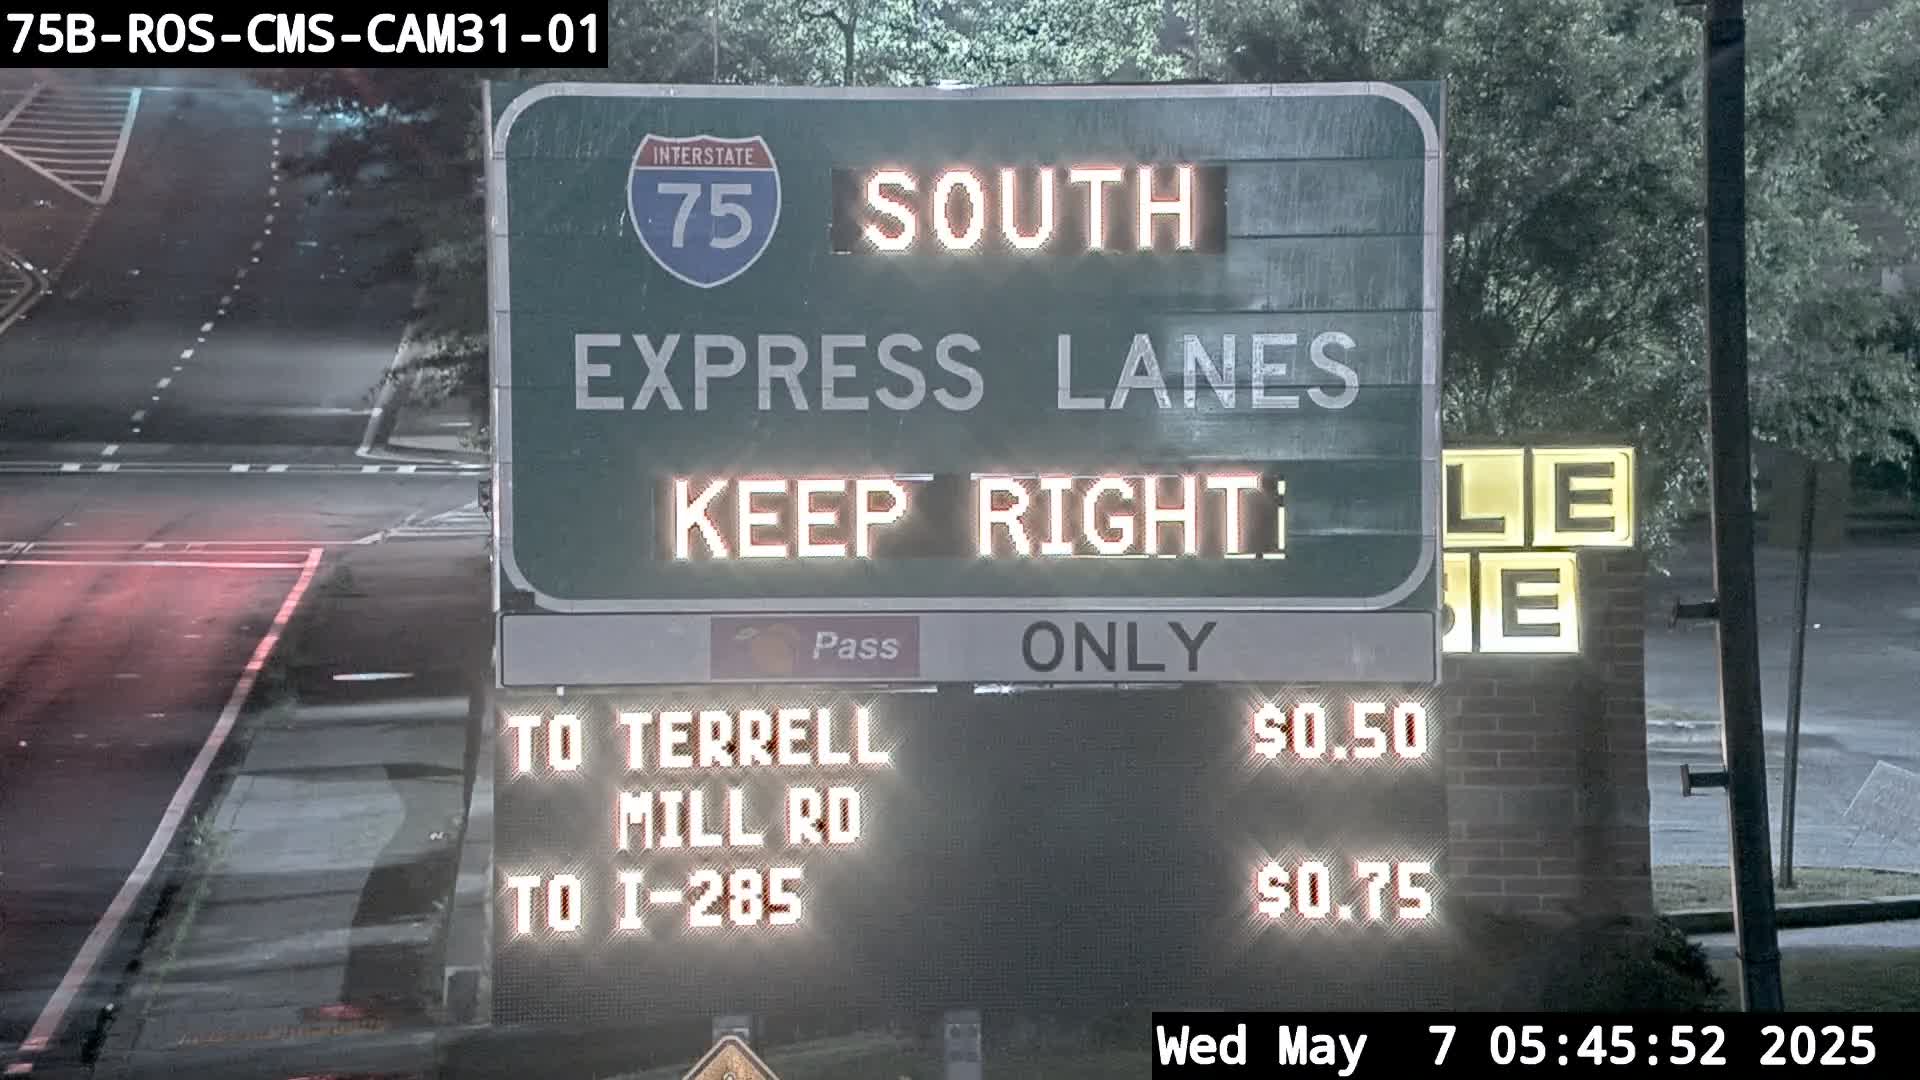 75B-ROS-CMS-CAM31-01
INTERSTATE
75
SOUTH
EXPRESS LANES
KEEP RIGHT
Pass ONLY
TO TERRELL $0.50
MILL RD
TO I-285 $0.75
LE
E
Wed May 7 05:45:52 2025